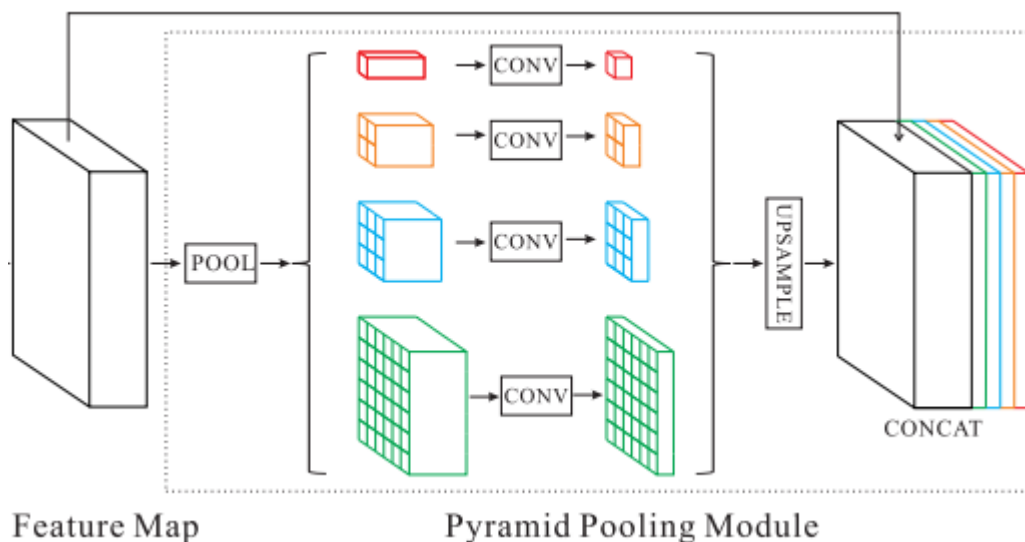 CONV
CONV
POOL
CONV
UPSAMPLE
CONV
CONCAT
Feature Map
Pyramid Pooling Module